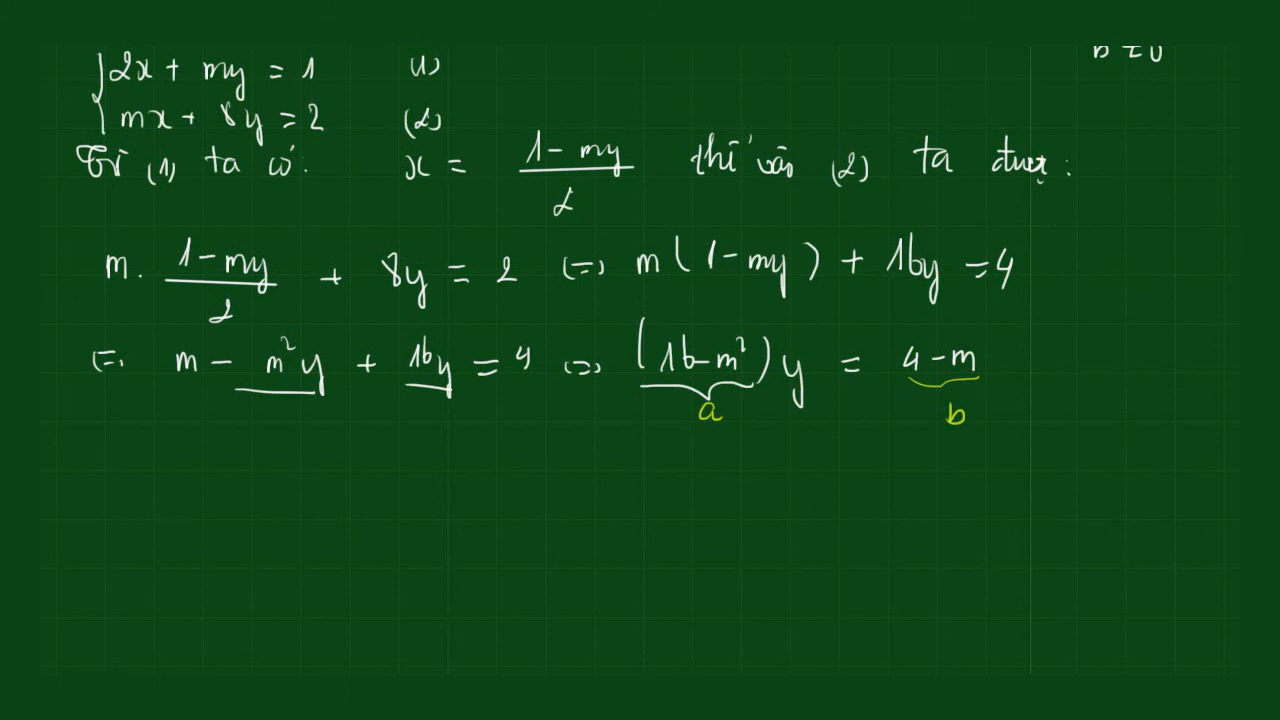 b ≠ 0
{ 2x + my = 1 (1)
{ mx + 8y = 2 (2)
Từ (1) ta có: x = (1 - my)/2 thế vào (2) ta được:
m. (1 - my)/2 + 8y = 2 (=) m(1 - my) + 16y = 4
(=) m - m²y + 16y = 4 (=) (16 - m²)y = 4 - m
a b